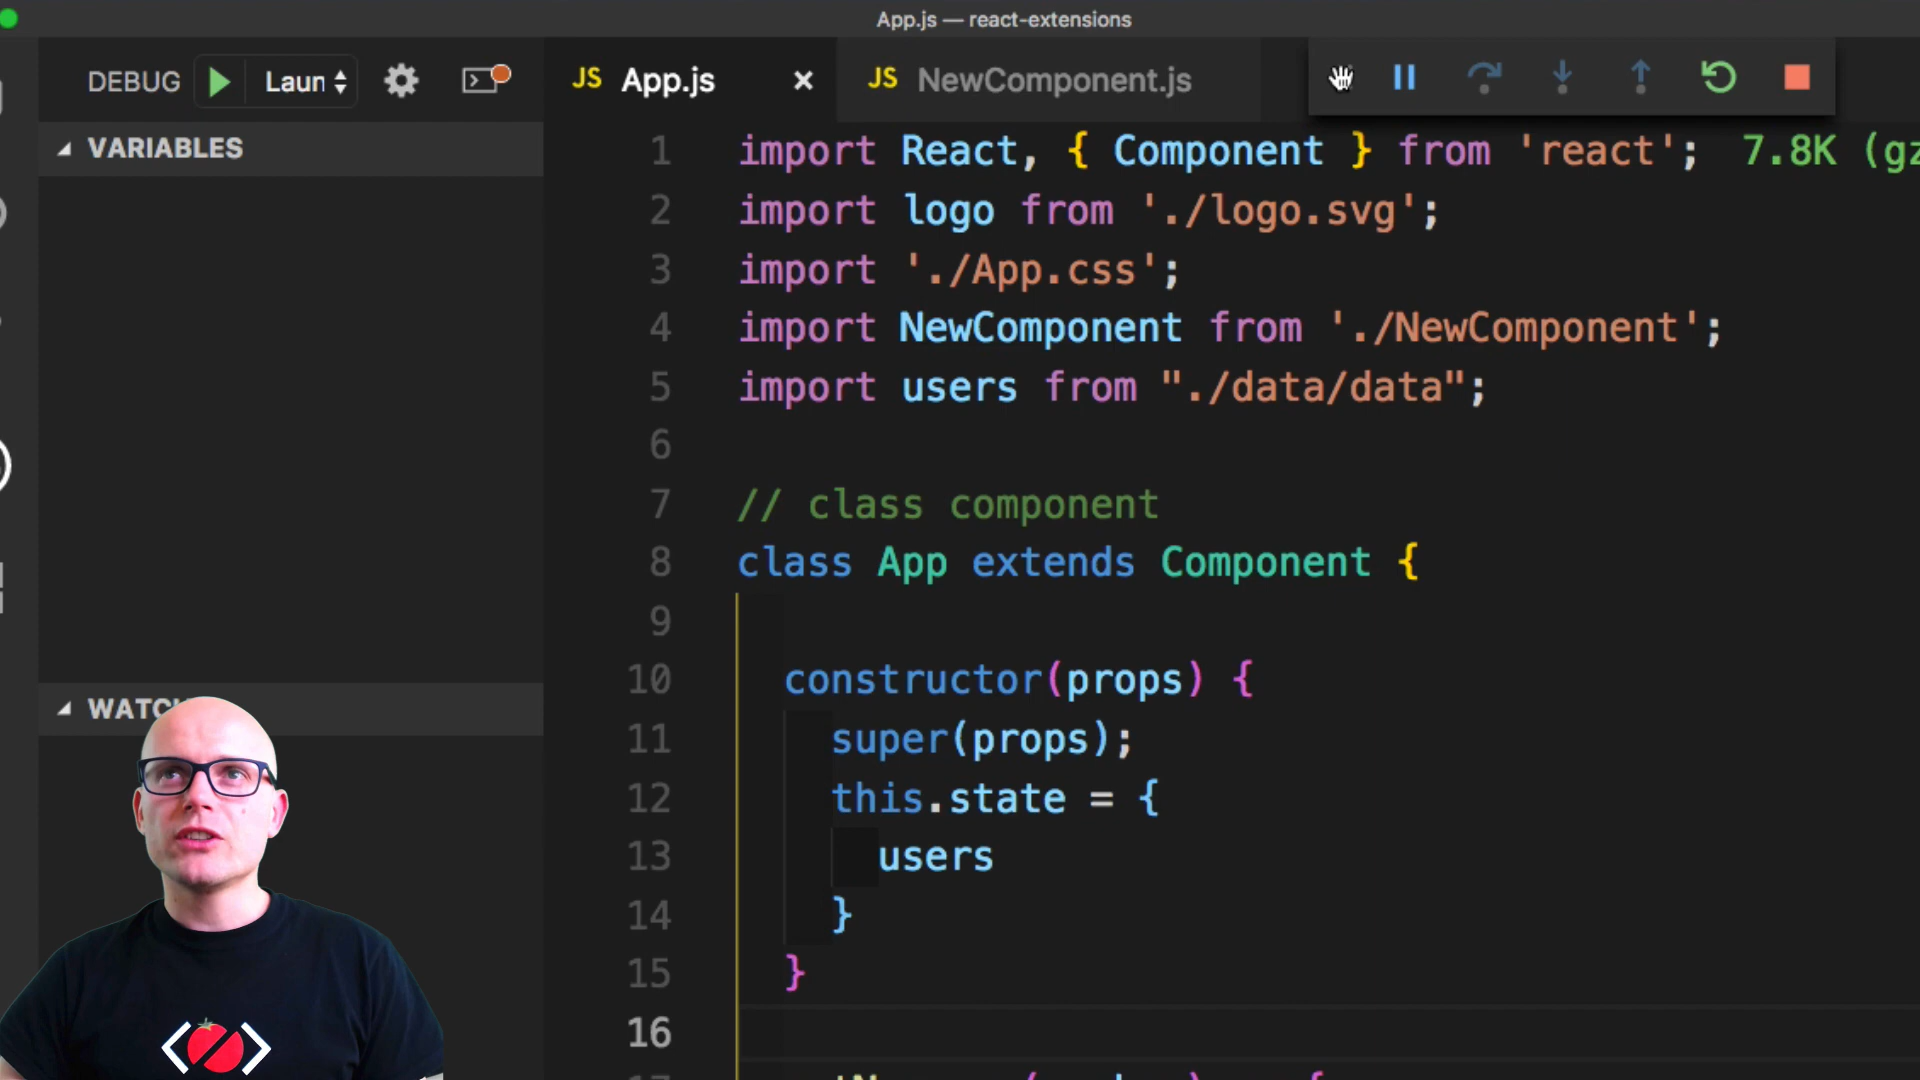 App.js — react-extensions
DEBUG Laun
JS App.js
JS NewComponent.js
VARIABLES
1 import React, { Component } from 'react'; 7.8K (gz
2 import logo from './logo.svg';
3 import './App.css';
4 import NewComponent from './NewComponent';
5 import users from "./data/data";
6
7 // class component
8 class App extends Component {
9
10 constructor(props) {
11 super(props);
12 this.state = {
13 users
14 }
15 }
16
WATCH